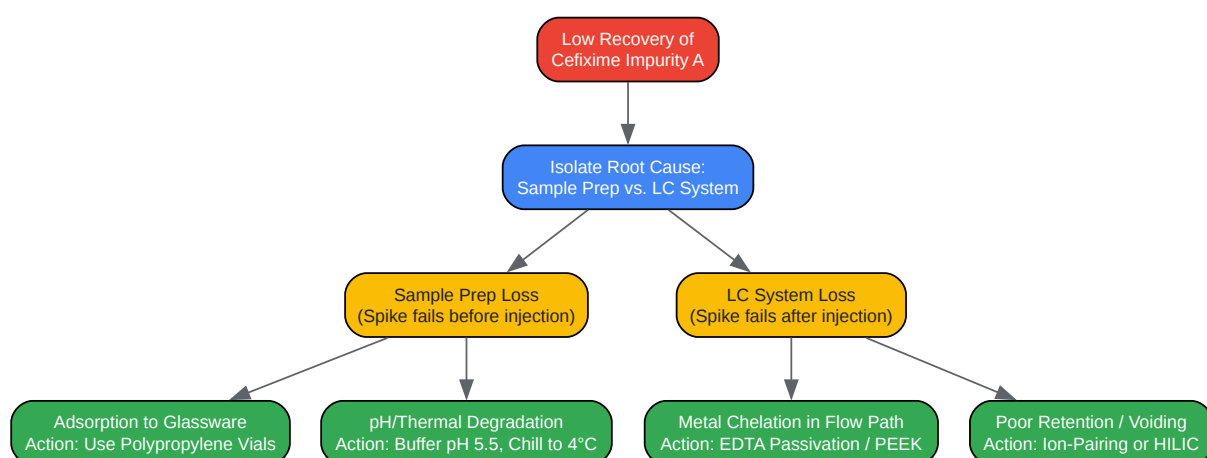 Low Recovery of
Cefixime Impurity A
Isolate Root Cause:
Sample Prep vs. LC System
Sample Prep Loss
(Spike fails before injection)
LC System Loss
(Spike fails after injection)
Adsorption to Glassware
Action: Use Polypropylene Vials
pH/Thermal Degradation
Action: Buffer pH 5.5, Chill to 4°C
Metal Chelation in Flow Path
Action: EDTA Passivation / PEEK
Poor Retention / Voiding
Action: Ion-Pairing or HILIC